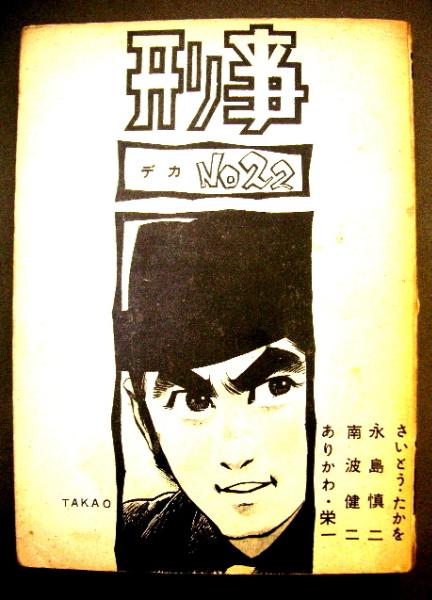 刑事
デカ No22
さいとう・たかを
永島慎二
南波健二
ありかわ・栄一
TAKAO